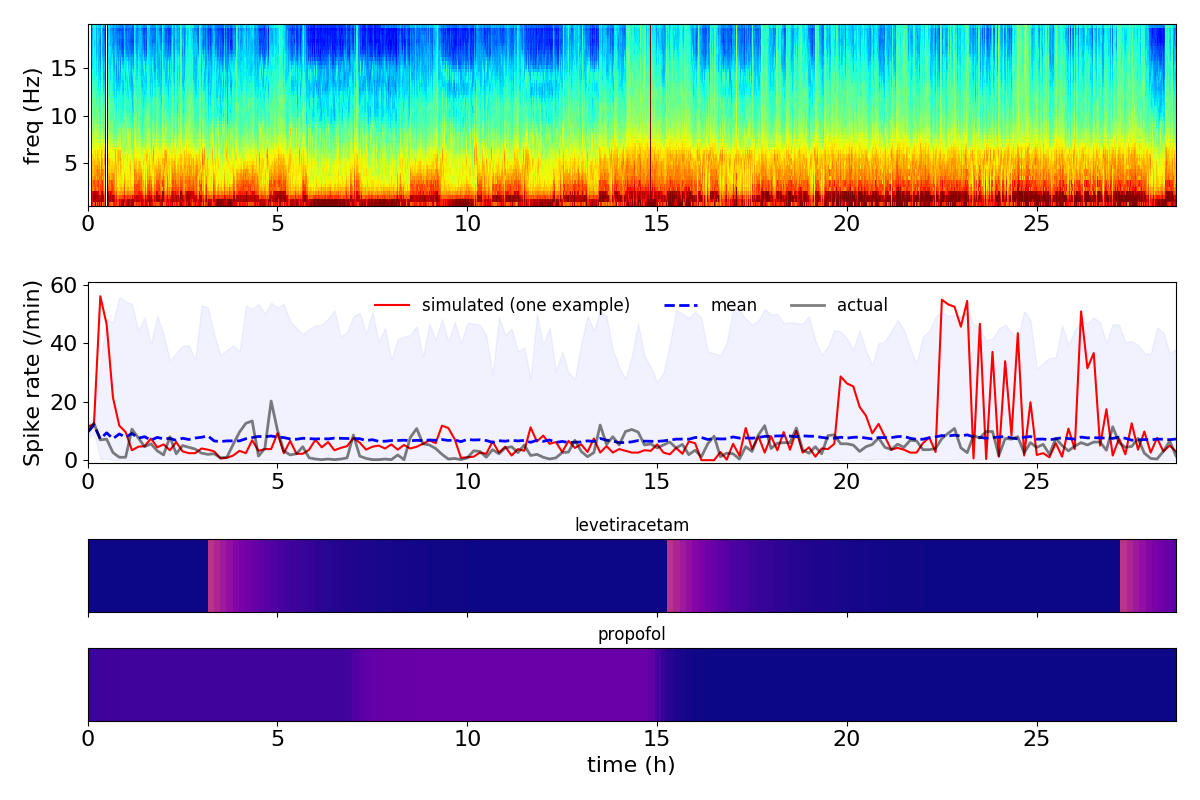 freq (Hz)
15
10
5
0 5 10 15 20 25
Spike rate (/min)
60
40
20
0
simulated (one example) mean actual
0 5 10 15 20 25
levetiracetam
propofol
0 5 10 15 20 25
time (h)